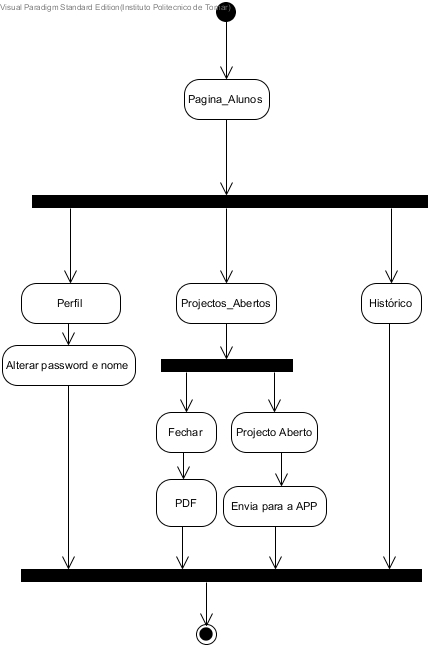 Visual Paradigm Standard Edition(Instituto Politecnico de Tomar)
Pagina_Alunos
Perfil
Projectos_Abertos
Histórico
Alterar password e nome
Fechar
Projecto Aberto
PDF
Envia para a APP